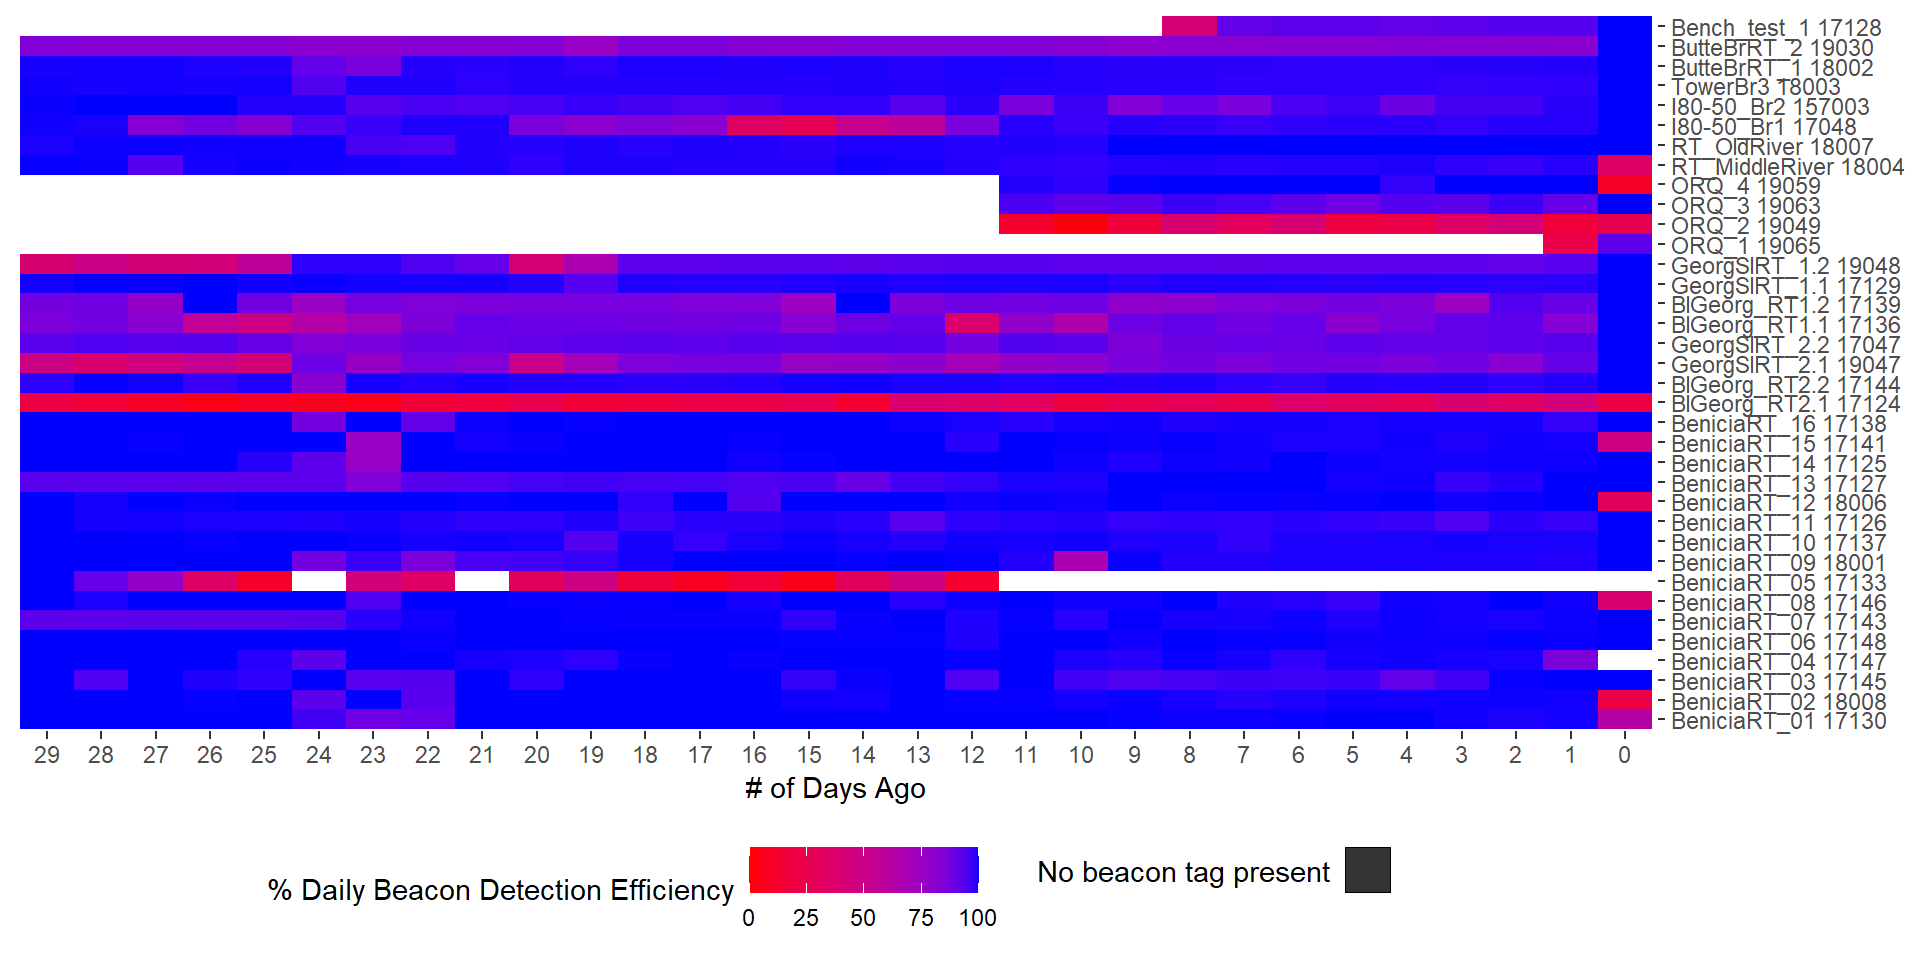 Bench_test_1 17128
ButteBrRT_2 19030
ButteBrRT_1 18002
TowerBr3 18003
I80-50_Br2 157003
I80-50_Br1 17048
RT_OldRiver 18007
RT_MiddleRiver 18004
ORQ_4 19059
ORQ_3 19063
ORQ_2 19049
ORQ_1 19065
GeorgSlRT_1.2 19048
GeorgSlRT_1.1 17129
BlGeorg_RT1.2 17139
BlGeorg_RT1.1 17136
GeorgSlRT_2.2 17047
GeorgSlRT_2.1 19047
BlGeorg_RT2.2 17144
BlGeorg_RT2.1 17124
BeniciaRT_16 17138
BeniciaRT_15 17141
BeniciaRT_14 17125
BeniciaRT_13 17127
BeniciaRT_12 18006
BeniciaRT_11 17126
BeniciaRT_10 17137
BeniciaRT_09 18001
BeniciaRT_05 17133
BeniciaRT_08 17146
BeniciaRT_07 17143
BeniciaRT_06 17148
BeniciaRT_04 17147
BeniciaRT_03 17145
BeniciaRT_02 18008
BeniciaRT_01 17130
29 28 27 26 25 24 23 22 21 20 19 18 17 16 15 14 13 12 11 10 9 8 7 6 5 4 3 2 1 0
# of Days Ago
% Daily Beacon Detection Efficiency
0 25 50 75 100
No beacon tag present